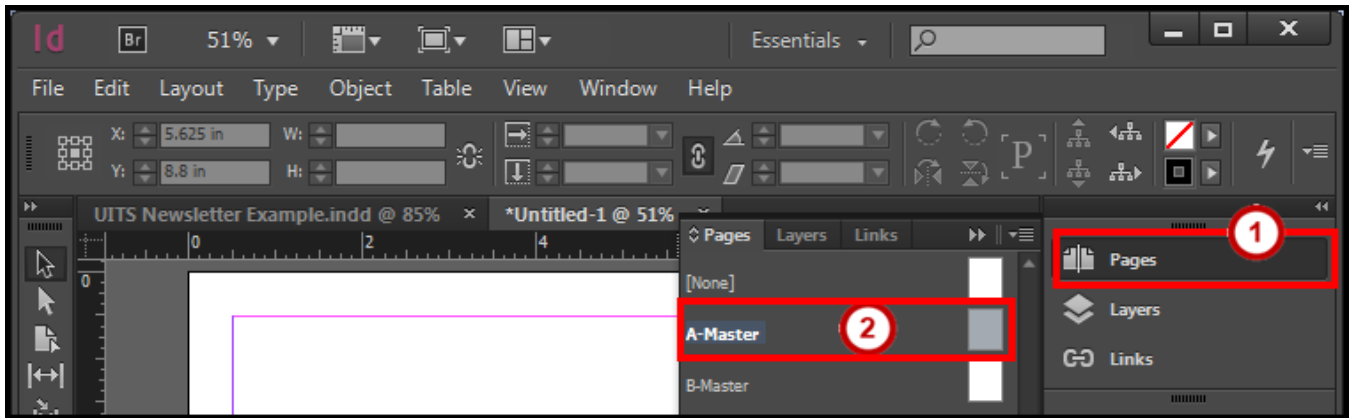 Id Br 51% Essentials
File Edit Layout Type Object Table View Window Help
X: 5.625 in W:
Y: 8.8 in H:
P
UITS Newsletter Example.indd @ 85% × *Untitled-1 @ 51% ×
0 2 4
0
Pages Layers Links
[None]
A-Master 2
B-Master
1
Pages
Layers
Links